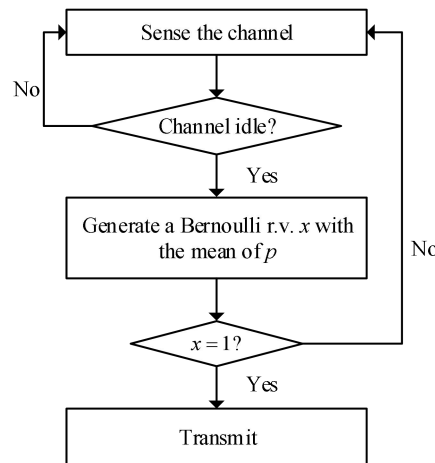 Sense the channel
No
Channel idle?
Yes
Generate a Bernoulli r.v. x with
the mean of p
No
x = 1?
Yes
Transmit